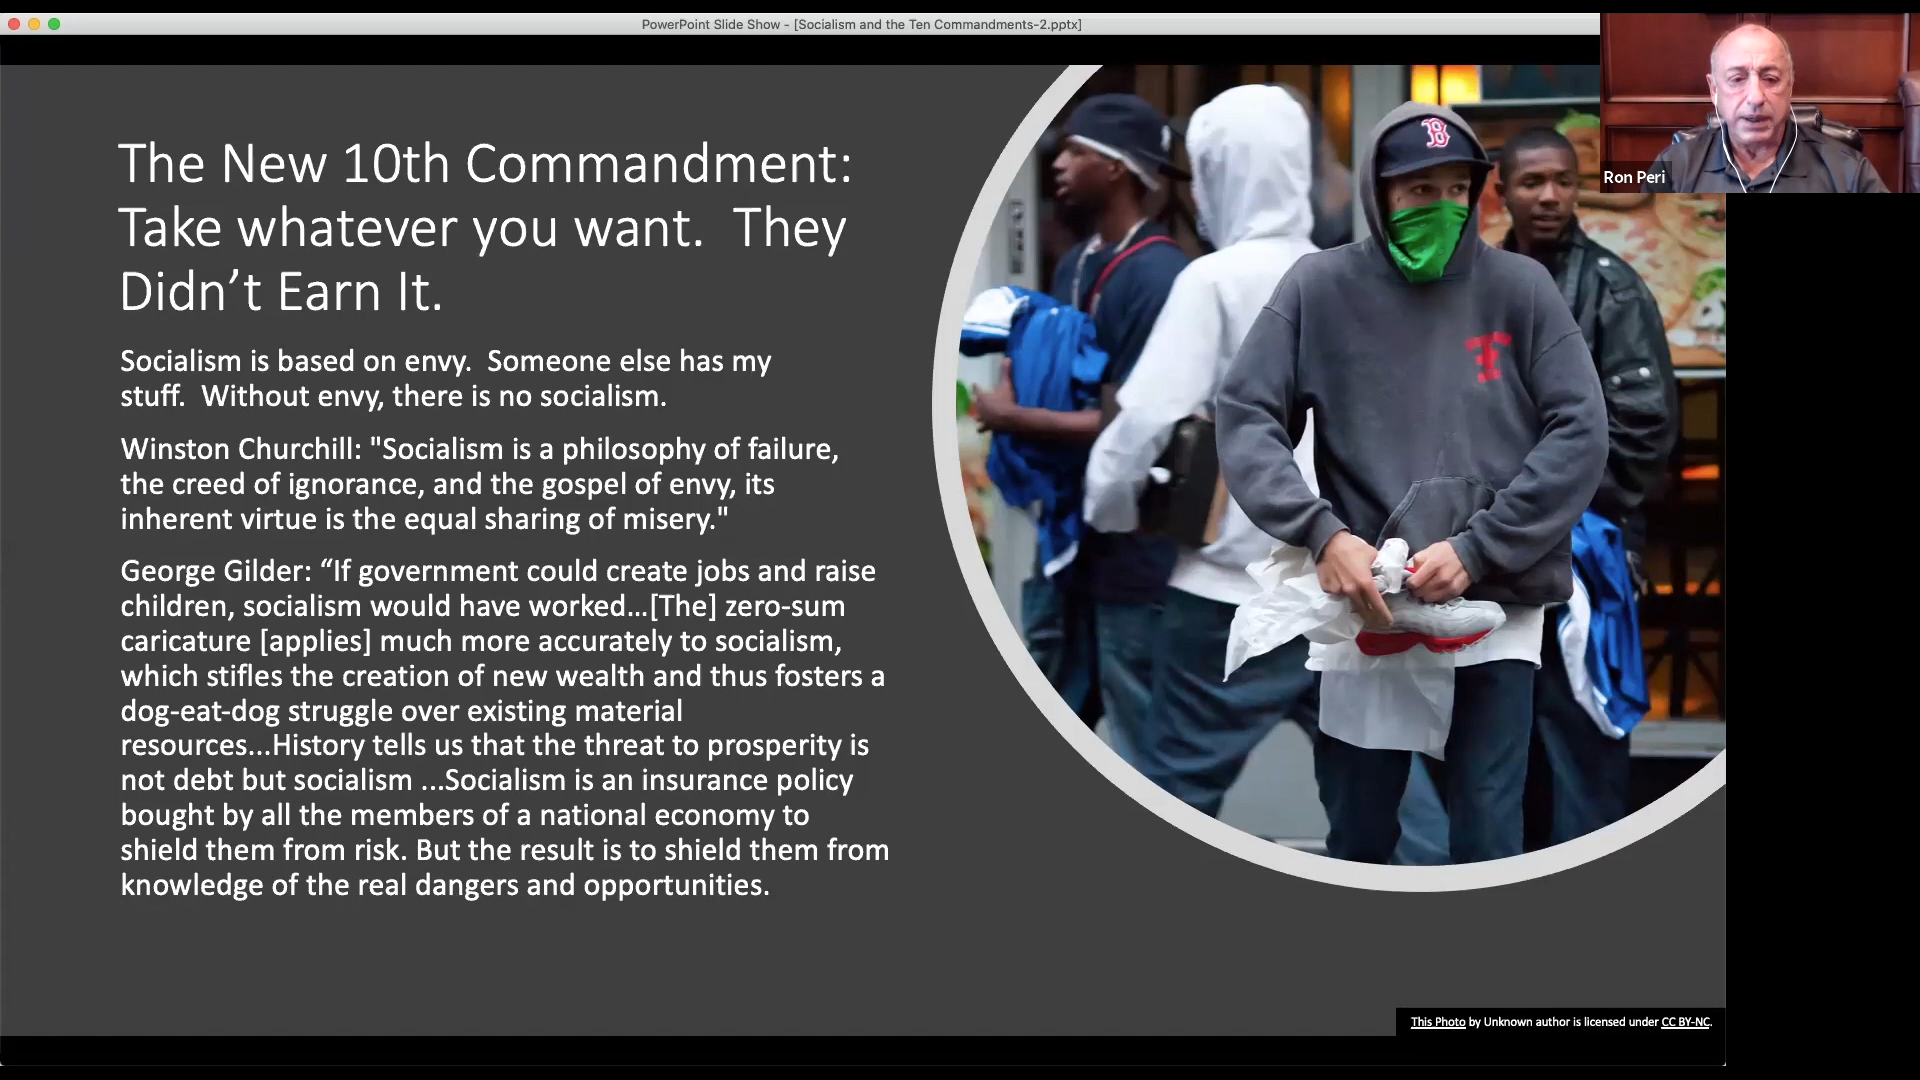 PowerPoint Slide Show - [Socialism and the Ten Commandments-2.pptx]
Ron Peri
The New 10th Commandment:
Take whatever you want.  They
Didn’t Earn It.
Socialism is based on envy.  Someone else has my
stuff.  Without envy, there is no socialism.
Winston Churchill: "Socialism is a philosophy of failure,
the creed of ignorance, and the gospel of envy, its
inherent virtue is the equal sharing of misery."
George Gilder: “If government could create jobs and raise
children, socialism would have worked...[The] zero-sum
caricature [applies] much more accurately to socialism,
which stifles the creation of new wealth and thus fosters a
dog-eat-dog struggle over existing material
resources...History tells us that the threat to prosperity is
not debt but socialism ...Socialism is an insurance policy
bought by all the members of a national economy to
shield them from risk. But the result is to shield them from
knowledge of the real dangers and opportunities.
B
This Photo by Unknown author is licensed under CC BY-NC.